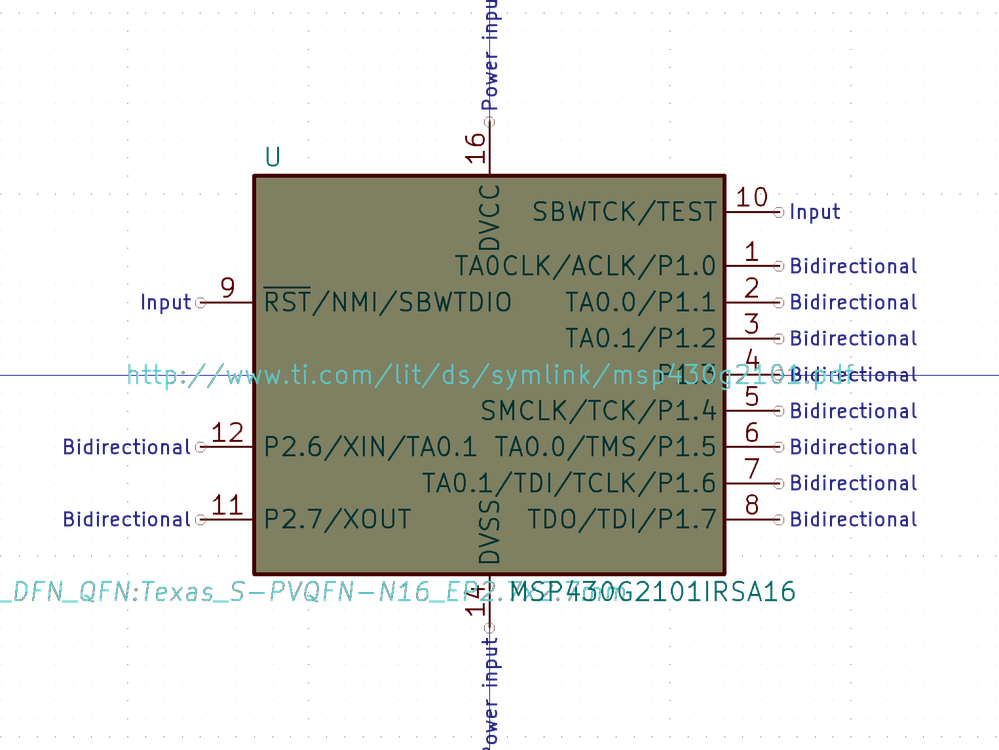 Power input
16
U
DVCC
SBWTCK/TEST 10 Input
TA0CLK/ACLK/P1.0 1 Bidirectional
Input 9 RST/NMI/SBWTDIO TA0.0/P1.1 2 Bidirectional
TA0.1/P1.2 3 Bidirectional
http://www.ti.com/lit/ds/symlink/msp430g2101.pdf
P1.3 4 Bidirectional
SMCLK/TCK/P1.4 5 Bidirectional
Bidirectional 12 P2.6/XIN/TA0.1 TA0.0/TMS/P1.5 6 Bidirectional
TA0.1/TDI/TCLK/P1.6 7 Bidirectional
Bidirectional 11 P2.7/XOUT TDO/TDI/P1.7 8 Bidirectional
DVSS
_DFN_QFN:Texas_S-PVQFN-N16_EP2.7x2.7mm
MSP430G2101IRSA16
14
Power input